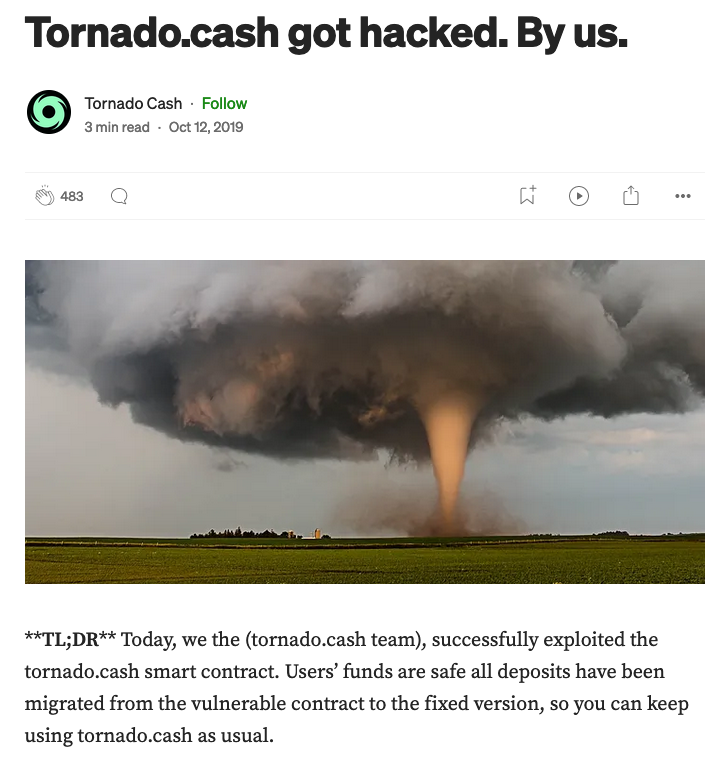 Tornado.cash got hacked. By us.
Tornado Cash · Follow
3 min read · Oct 12, 2019
483
**TL;DR** Today, we the (tornado.cash team), successfully exploited the
tornado.cash smart contract. Users’ funds are safe all deposits have been
migrated from the vulnerable contract to the fixed version, so you can keep
using tornado.cash as usual.